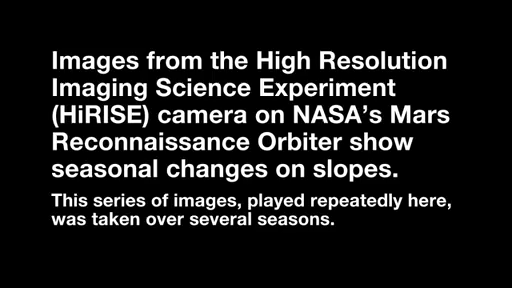 Images from the High Resolution
Imaging Science Experiment
(HiRISE) camera on NASA's Mars
Reconnaissance Orbiter show
seasonal changes on slopes.
This series of images, played repeatedly here,
was taken over several seasons.